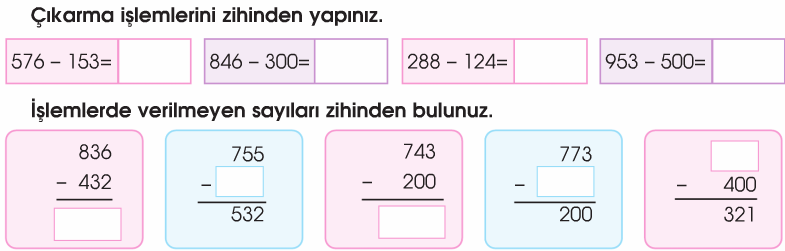 Çıkarma işlemlerini zihinden yapınız.
576 – 153= 846 – 300= 288 – 124= 953 – 500=
İşlemlerde verilmeyen sayıları zihinden bulunuz.
836 755 743 773
– 432 – – 200 – – 400
532 200 321